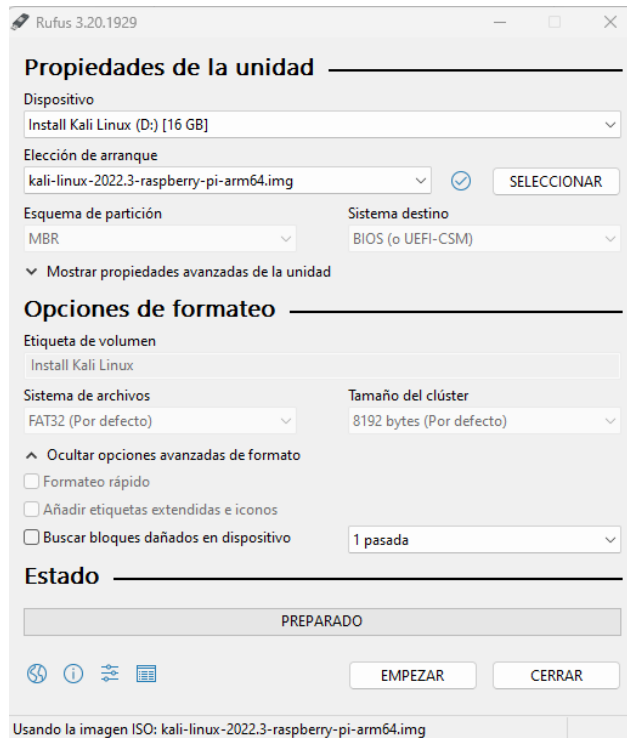 Rufus 3.20.1929
Propiedades de la unidad
Dispositivo
Install Kali Linux (D:) [16 GB]
Elección de arranque
kali-linux-2022.3-raspberry-pi-arm64.img
SELECCIONAR
Esquema de partición
Sistema destino
MBR
BIOS (o UEFI-CSM)
Mostrar propiedades avanzadas de la unidad
Opciones de formateo
Etiqueta de volumen
Install Kali Linux
Sistema de archivos
Tamaño del clúster
FAT32 (Por defecto)
8192 bytes (Por defecto)
Ocultar opciones avanzadas de formato
Formateo rápido
Añadir etiquetas extendidas e iconos
Buscar bloques dañados en dispositivo
1 pasada
Estado
PREPARADO
EMPEZAR
CERRAR
Usando la imagen ISO: kali-linux-2022.3-raspberry-pi-arm64.img